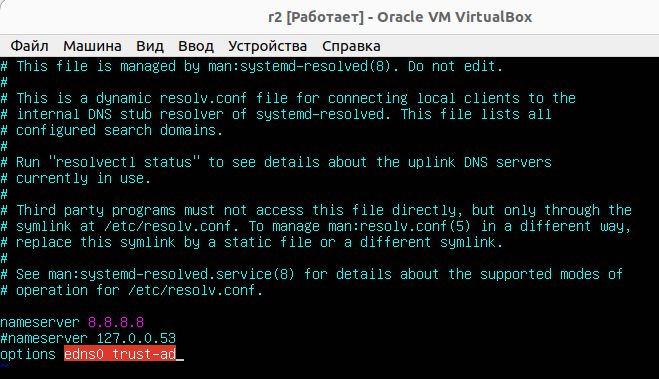 r2 [Работает] - Oracle VM VirtualBox
Файл Машина Вид Ввод Устройства Справка
# This file is managed by man:systemd-resolved(8). Do not edit.
#
# This is a dynamic resolv.conf file for connecting local clients to the
# internal DNS stub resolver of systemd-resolved. This file lists all
# configured search domains.
#
# Run "resolvectl status" to see details about the uplink DNS servers
# currently in use.
#
# Third party programs must not access this file directly, but only through the
# symlink at /etc/resolv.conf. To manage man:resolv.conf(5) in a different way,
# replace this symlink by a static file or a different symlink.
#
# See man:systemd-resolved.service(8) for details about the supported modes of
# operation for /etc/resolv.conf.
nameserver 8.8.8.8
#nameserver 127.0.0.53
options edns0 trust-ad
~